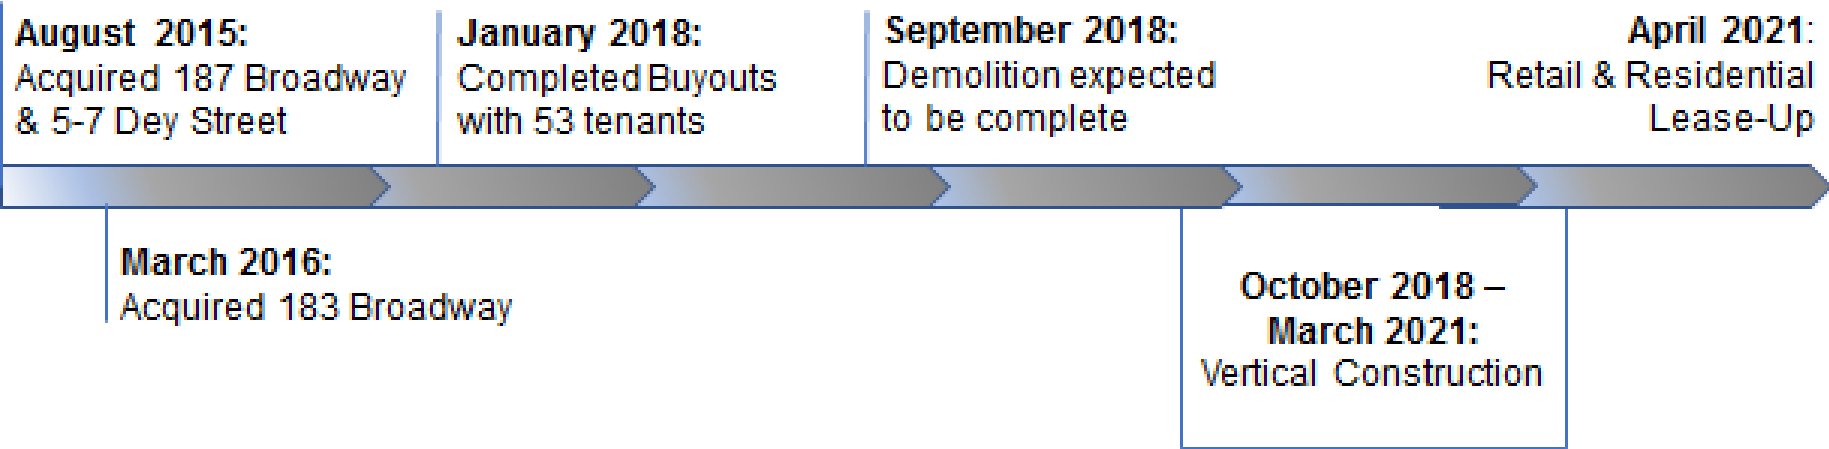 August 2015:
Acquired 187 Broadway
& 5-7 Dey Street
January 2018:
Completed Buyouts
with 53 tenants
September 2018:
Demolition expected
to be complete
April 2021:
Retail & Residential
Lease-Up
March 2016:
Acquired 183 Broadway
October 2018 –
March 2021:
Vertical Construction